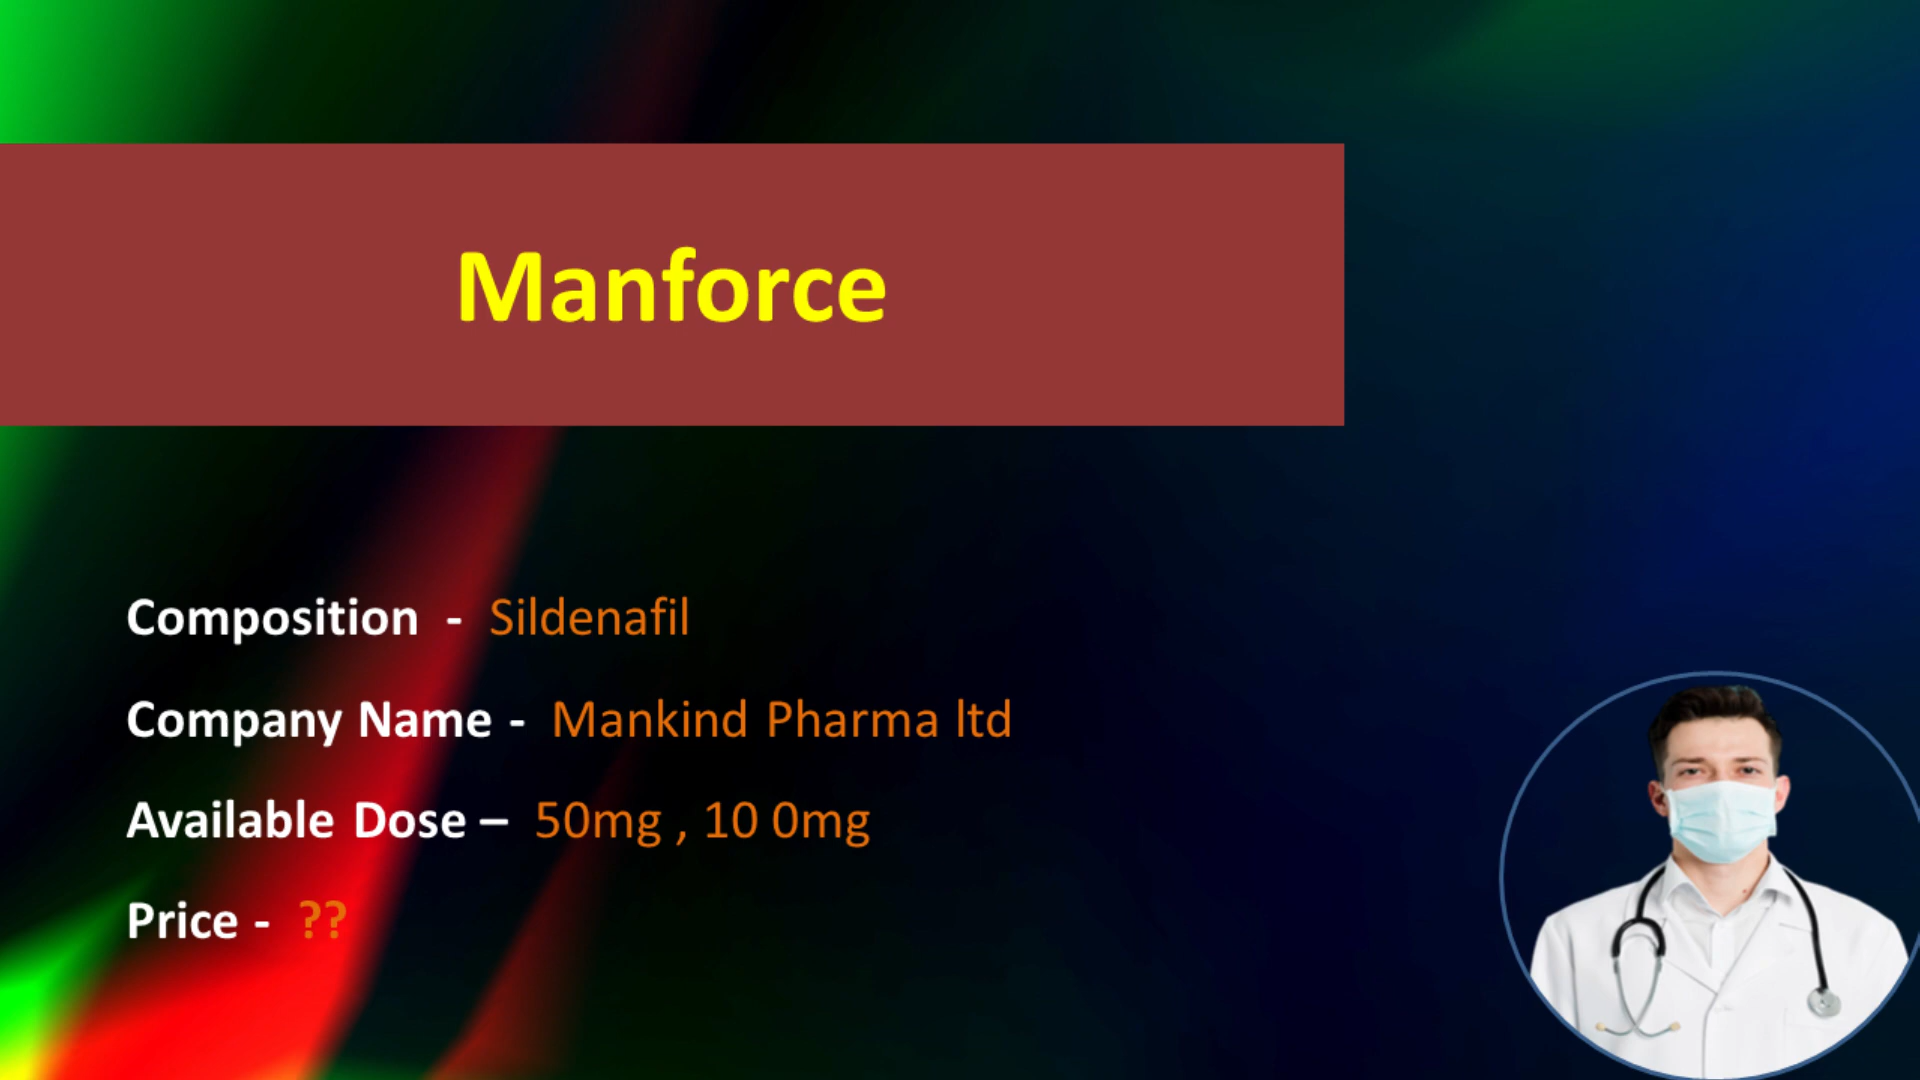 Manforce
Composition - Sildenafil
Company Name - Mankind Pharma ltd
Available Dose – 50mg , 10 0mg
Price - ??